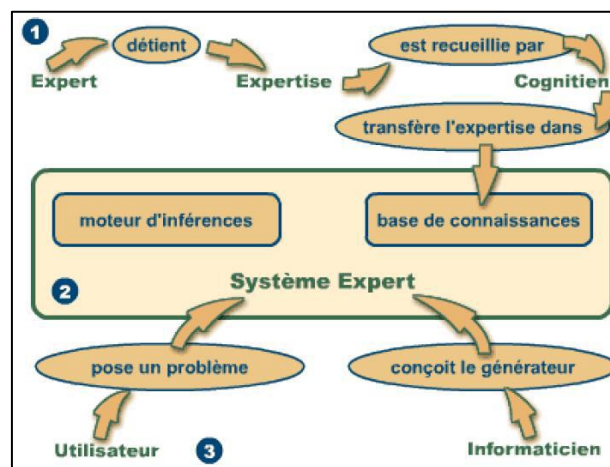 1
détient
est recueillie par
Expert
Expertise
Cognitien
transfère l'expertise dans
moteur d'inférences
base de connaissances
2
Système Expert
pose un problème
conçoit le générateur
Utilisateur
3
Informaticien